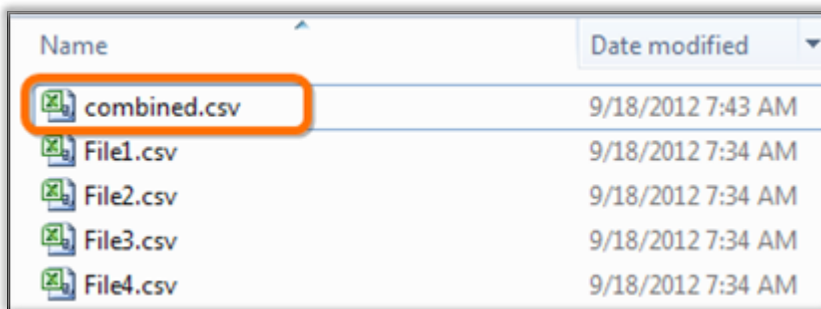 Name Date modified
combined.csv 9/18/2012 7:43 AM
File1.csv 9/18/2012 7:34 AM
File2.csv 9/18/2012 7:34 AM
File3.csv 9/18/2012 7:34 AM
File4.csv 9/18/2012 7:34 AM